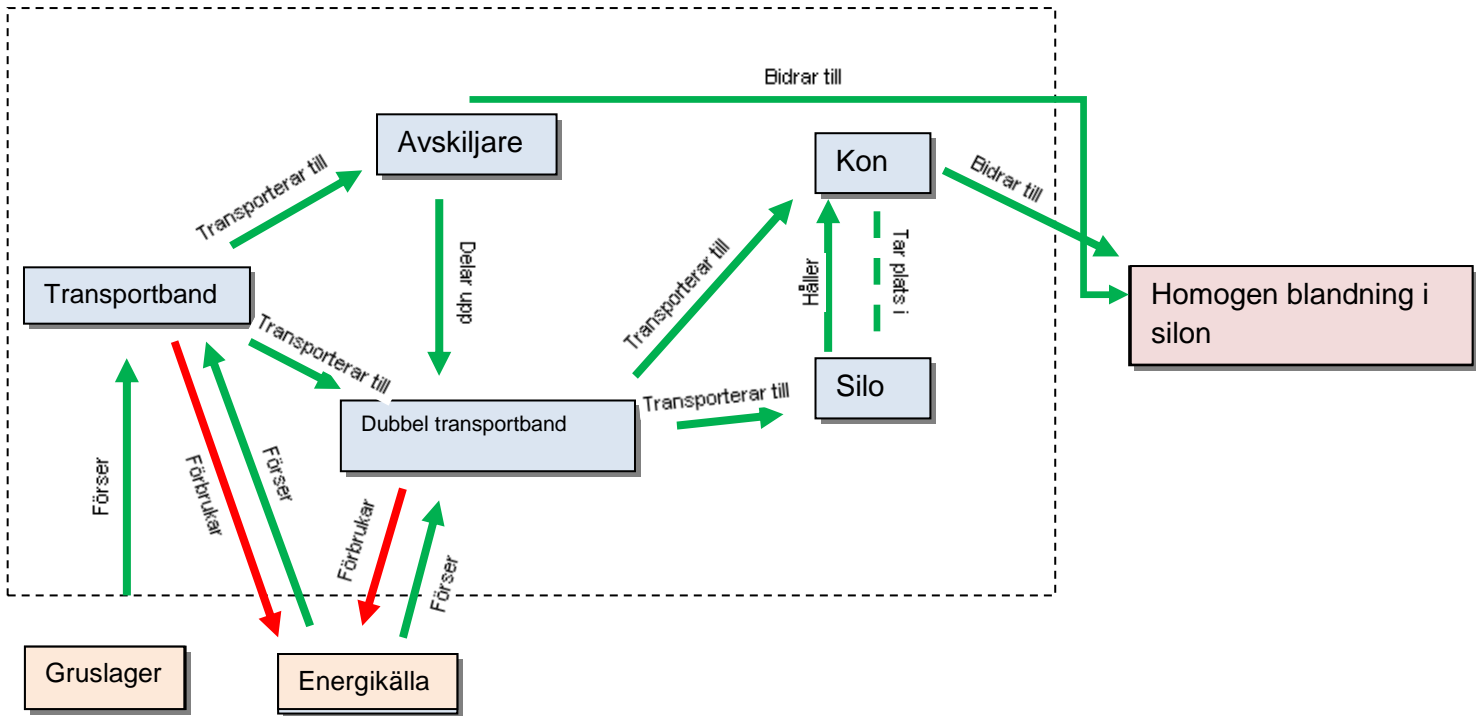 Bidrar till
Avskiljare
Kon
Transporterar till
Bidrar till
Delar upp
Transporterar till
Håller
Tar plats i
Transportband
Homogen blandning i
silon
Transporterar till
Silo
Transporterar till
Dubbel transportband
Förser
Förbrukar
Förser
Förbrukar
Förser
Gruslager
Energikälla